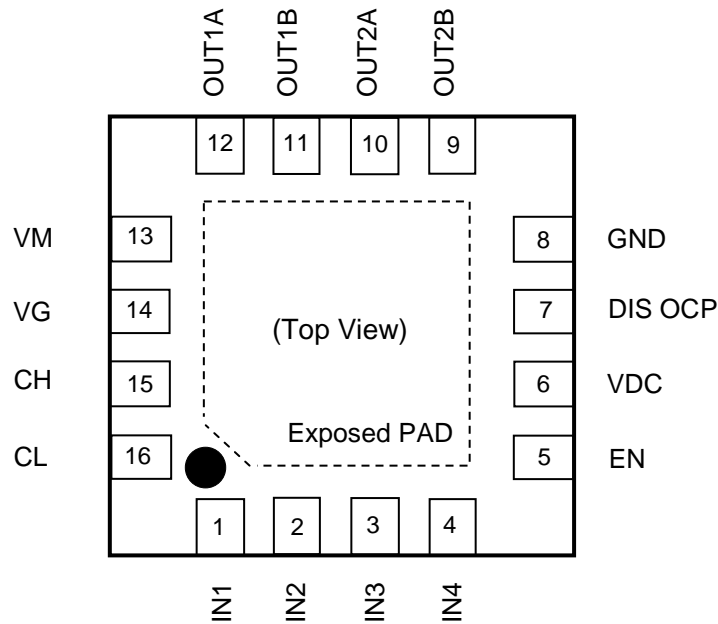 OUT1A OUT1B OUT2A OUT2B
12 11 10 9
VM 13 8 GND
VG 14 (Top View) 7 DIS OCP
CH 15 6 VDC
Exposed PAD
CL 16 5 EN
1 2 3 4
IN1 IN2 IN3 IN4